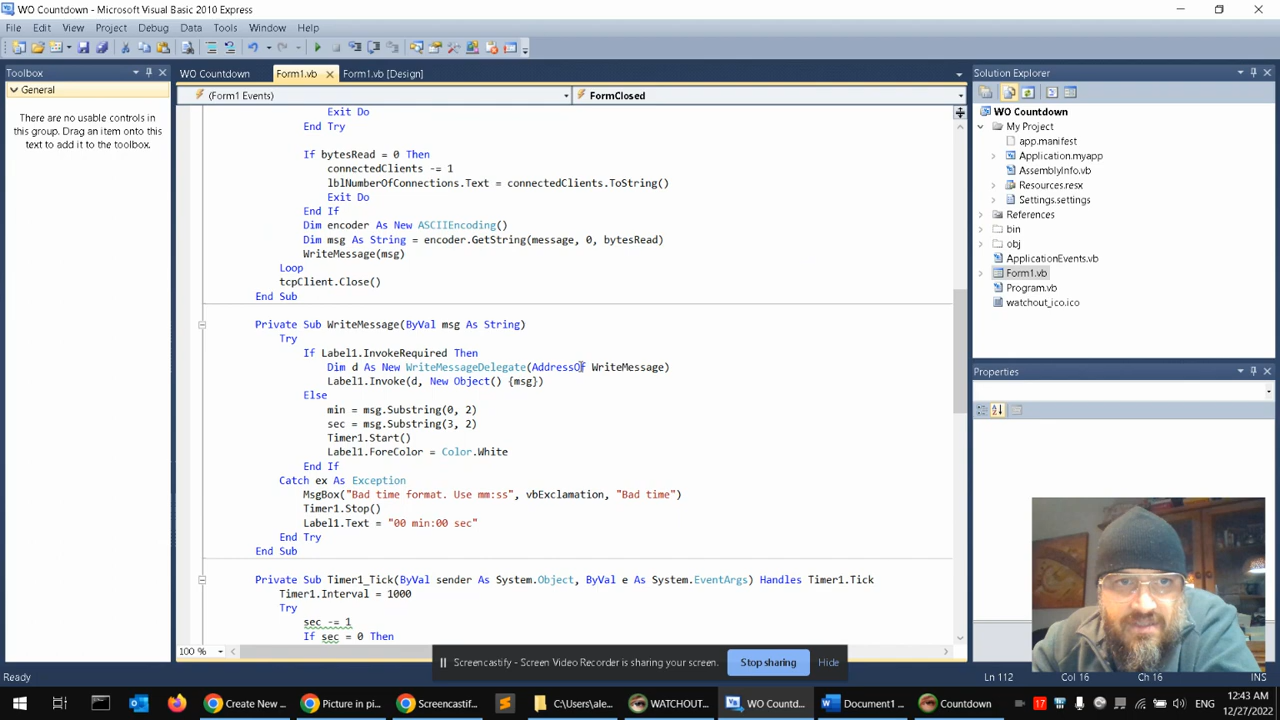 WO Countdown - Microsoft Visual Basic 2010 Express
File Edit View Project Debug Data Tools Window Help
Toolbox
General
There are no usable controls in
this group. Drag an item onto this
text to add it to the toolbox.
WO Countdown Form1.vb Form1.vb [Design]
(Form1 Events) FormClosed
Exit Do
End Try
If bytesRead = 0 Then
connectedClients -= 1
lblNumberOfConnections.Text = connectedClients.ToString()
Exit Do
End If
Dim encoder As New ASCIIEncoding()
Dim msg As String = encoder.GetString(message, 0, bytesRead)
WriteMessage(msg)
Loop
tcpClient.Close()
End Sub
Private Sub WriteMessage(ByVal msg As String)
Try
If Label1.InvokeRequired Then
Dim d As New WriteMessageDelegate(AddressOf WriteMessage)
Label1.Invoke(d, New Object() {msg})
Else
min = msg.Substring(0, 2)
sec = msg.Substring(3, 2)
Timer1.Start()
Label1.ForeColor = Color.White
End If
Catch ex As Exception
MsgBox("Bad time format. Use mm:ss", vbExclamation, "Bad time")
Timer1.Stop()
Label1.Text = "00 min:00 sec"
End Try
End Sub
Private Sub Timer1_Tick(ByVal sender As System.Object, ByVal e As System.EventArgs) Handles Timer1.Tick
Timer1.Interval = 1000
Try
sec -= 1
If sec = 0 Then
100 %
Solution Explorer
WO Countdown
My Project
app.manifest
Application.myapp
AssemblyInfo.vb
Resources.resx
Settings.settings
References
bin
obj
ApplicationEvents.vb
Form1.vb
Program.vb
watchout_ico.ico
Properties
Screencastify - Screen Video Recorder is sharing your screen. Stop sharing Hide
Ready Ln 112 Col 16 Ch 16 INS
Create New ... Picture in pi... Screencastif... C:\Users\ale... WATCHOUT... WO Countd... Document1 ... Countdown 17 12:43 AM
12/27/2022